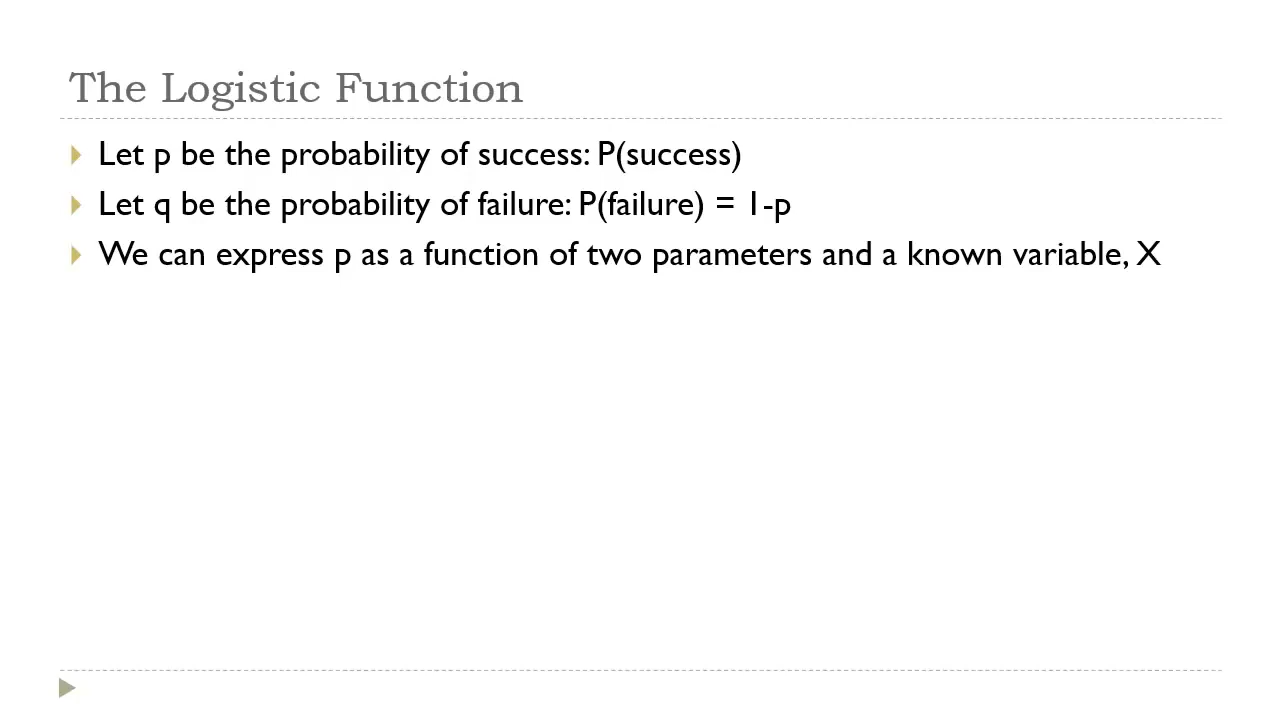 The Logistic Function
Let p be the probability of success: P(success)
Let q be the probability of failure: P(failure) = 1-p
We can express p as a function of two parameters and a known variable, X